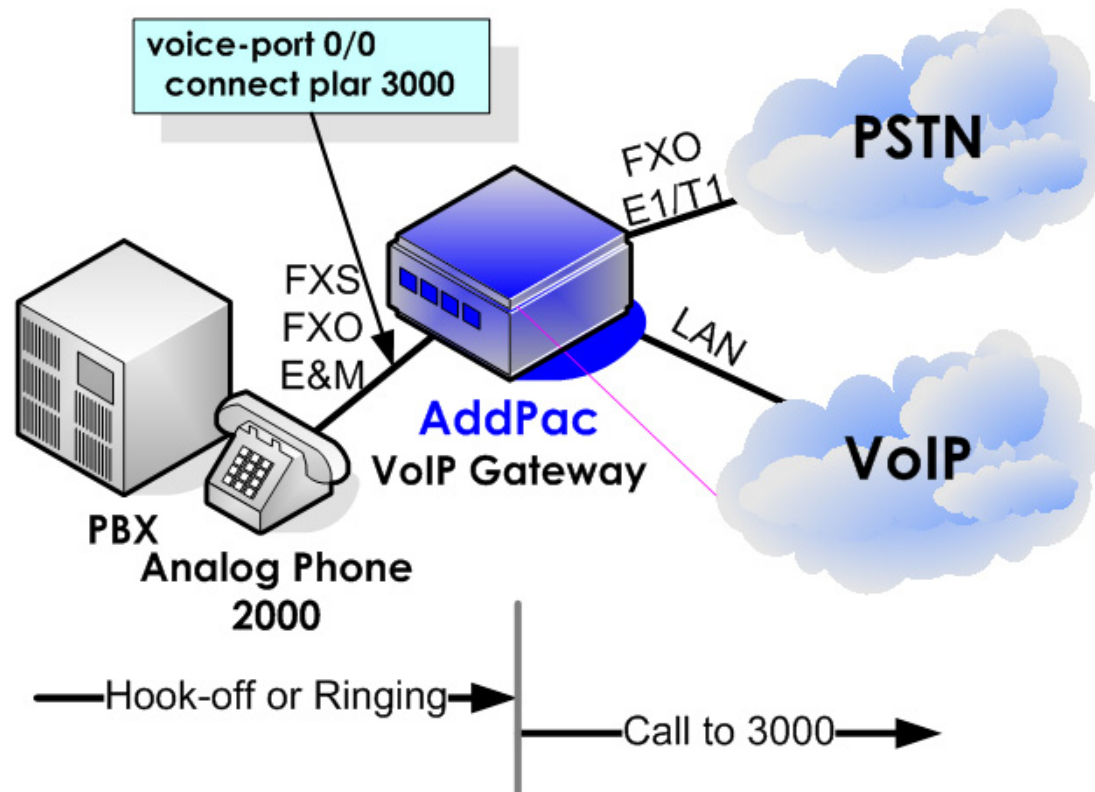 voice-port 0/0
connect plar 3000
PSTN
FXO
E1/T1
FXS
FXO
E&M
LAN
AddPac
VoIP Gateway
VoIP
PBX
Analog Phone
2000
Hook-off or Ringing
Call to 3000